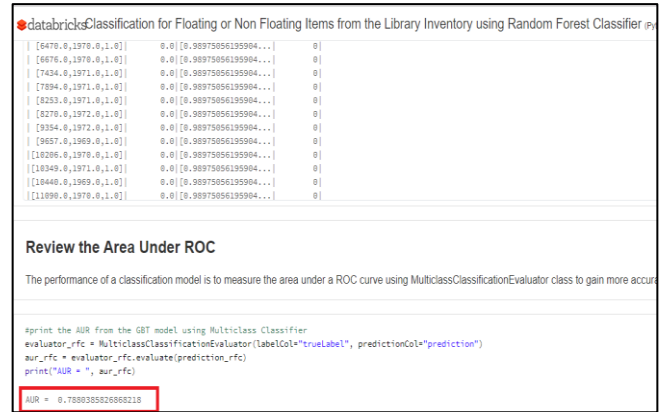 databricks Classification for Floating or Non Floating Items from the Library Inventory using Random Forest Classifier
| [6470.0,1970.0,1.0]| 0.0|[0.98975056195904...| 0|
| [6676.0,1970.0,1.0]| 0.0|[0.98975056195904...| 0|
| [7434.0,1971.0,1.0]| 0.0|[0.98975056195904...| 0|
| [7894.0,1971.0,1.0]| 0.0|[0.98975056195904...| 0|
| [8253.0,1971.0,1.0]| 0.0|[0.98975056195904...| 0|
| [8270.0,1972.0,1.0]| 0.0|[0.98975056195904...| 0|
| [9354.0,1972.0,1.0]| 0.0|[0.98975056195904...| 0|
| [9657.0,1969.0,1.0]| 0.0|[0.98975056195904...| 0|
|[10206.0,1970.0,1.0]| 0.0|[0.98975056195904...| 0|
|[10349.0,1971.0,1.0]| 0.0|[0.98975056195904...| 0|
|[10440.0,1969.0,1.0]| 0.0|[0.98975056195904...| 0|
|[11090.0,1970.0,1.0]| 0.0|[0.98975056195904...| 0|
Review the Area Under ROC
The performance of a classification model is to measure the area under a ROC curve using MulticlassClassificationEvaluator class to gain more accura
#print the AUR from the GBT model using Multiclass Classifier
evaluator_rfc = MulticlassClassificationEvaluator(labelCol="trueLabel", predictionCol="prediction")
aur_rfc = evaluator_rfc.evaluate(prediction_rfc)
print("AUR = ", aur_rfc)
AUR = 0.7880385826868218